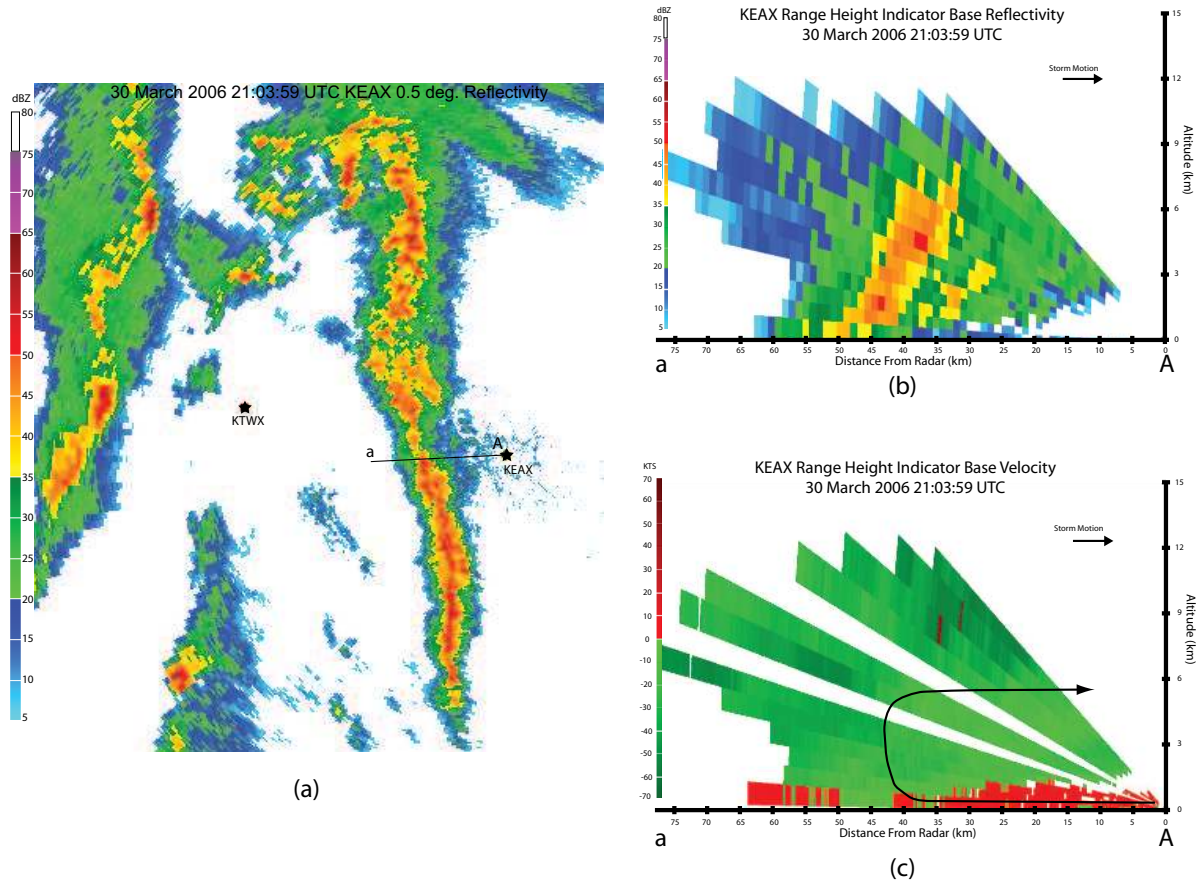 30 March 2006 21:03:59 UTC KEAX 0.5 deg. Reflectivity
dBZ
80
75
70
65
60
55
50
45
40
35
30
25
20
15
10
5
KTWX
a
A
KEAX
(a)
KEAX Range Height Indicator Base Reflectivity
30 March 2006 21:03:59 UTC
dBZ
80
75
70
65
60
55
50
45
40
35
30
25
20
15
10
5
Storm Motion
15
12
9
6
3
0
Altitude (km)
75 70 65 60 55 50 45 40 35 30 25 20 15 10 5 0
Distance From Radar (km)
a
A
(b)
KEAX Range Height Indicator Base Velocity
30 March 2006 21:03:59 UTC
KTS
70
60
50
40
30
20
10
0
-10
-20
-30
-40
-50
-60
-70
Storm Motion
15
12
9
6
3
0
Altitude (km)
75 70 65 60 55 50 45 40 35 30 25 20 15 10 5 0
Distance From Radar (km)
a
A
(c)